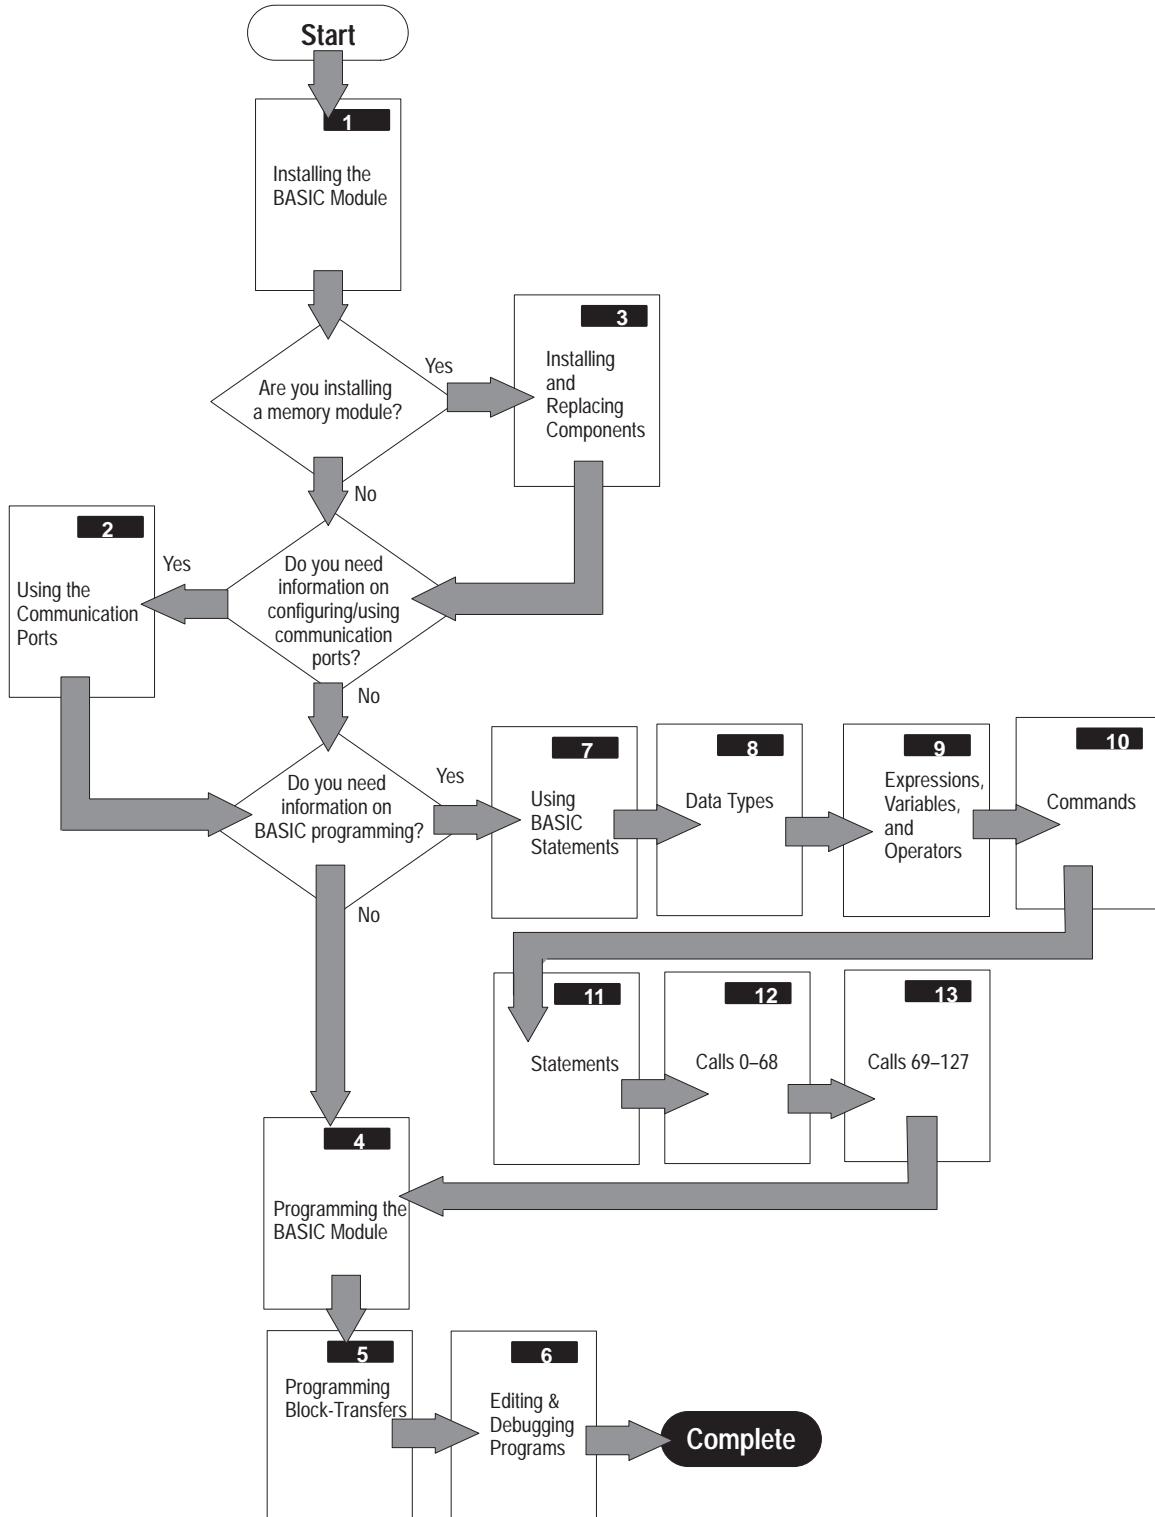 Start
1
Installing the
BASIC Module
3
Installing
and
Replacing
Components
Yes
Are you installing
a memory module?
No
2
Using the
Communication
Ports
Yes
Do you need
information on
configuring/using
communication
ports?
No
Do you need
information on
BASIC programming?
Yes
No
7
Using
BASIC
Statements
8
Data Types
9
Expressions,
Variables,
and
Operators
10
Commands
11
Statements
12
Calls 0–68
13
Calls 69–127
4
Programming the
BASIC Module
5
Programming
Block-Transfers
6
Editing &
Debugging
Programs
Complete